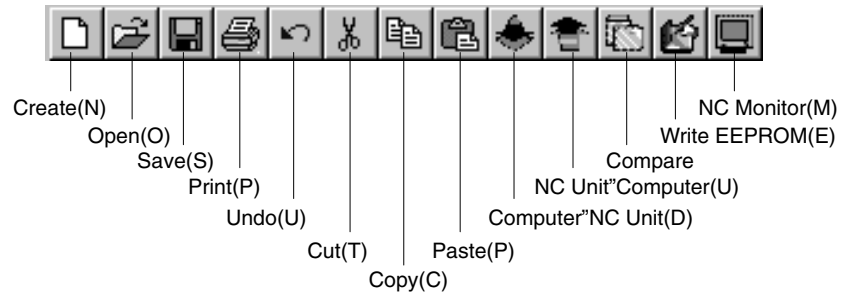 Create(N)
Open(O)
Save(S)
Print(P)
Undo(U)
Cut(T)
Copy(C)
Paste(P)
Computer”NC Unit(D)
NC Unit”Computer(U)
Compare
Write EEPROM(E)
NC Monitor(M)